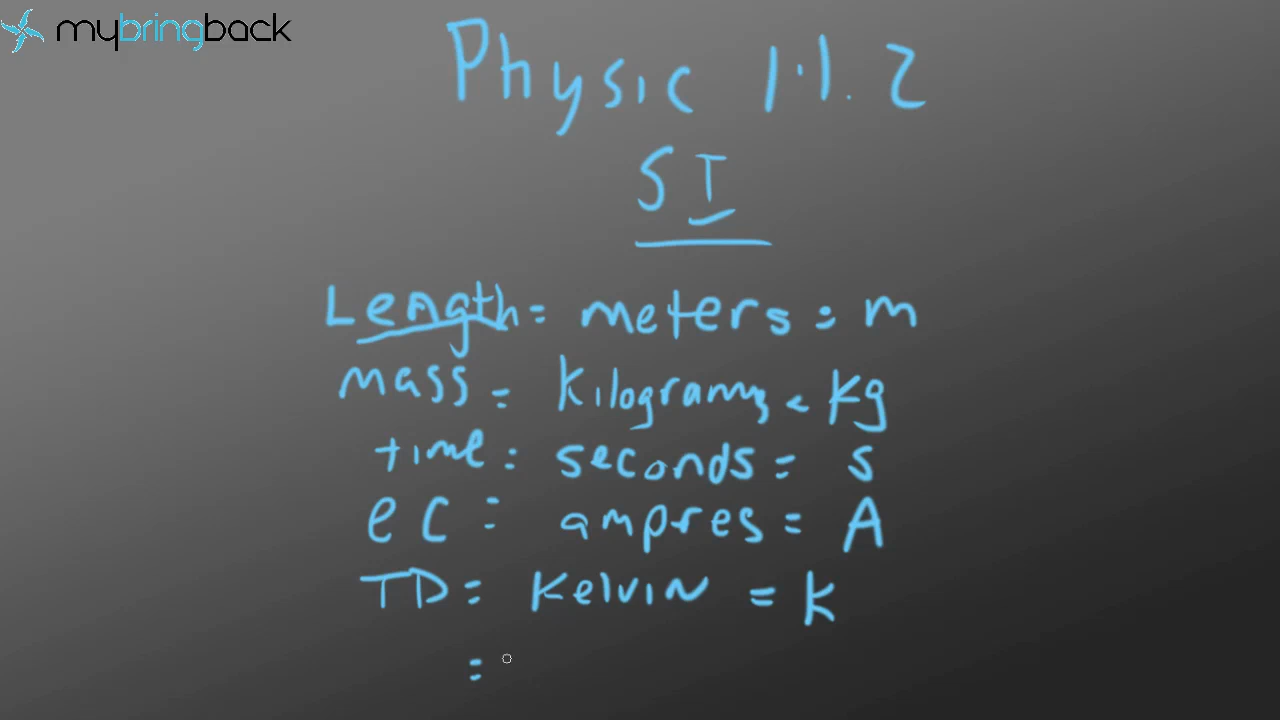 mybringback
Physic 1.1.2
SI
Length = meters = m
mass = kilograms = kg
time = seconds = s
ec = ampres = A
TD = Kelvin = K
=